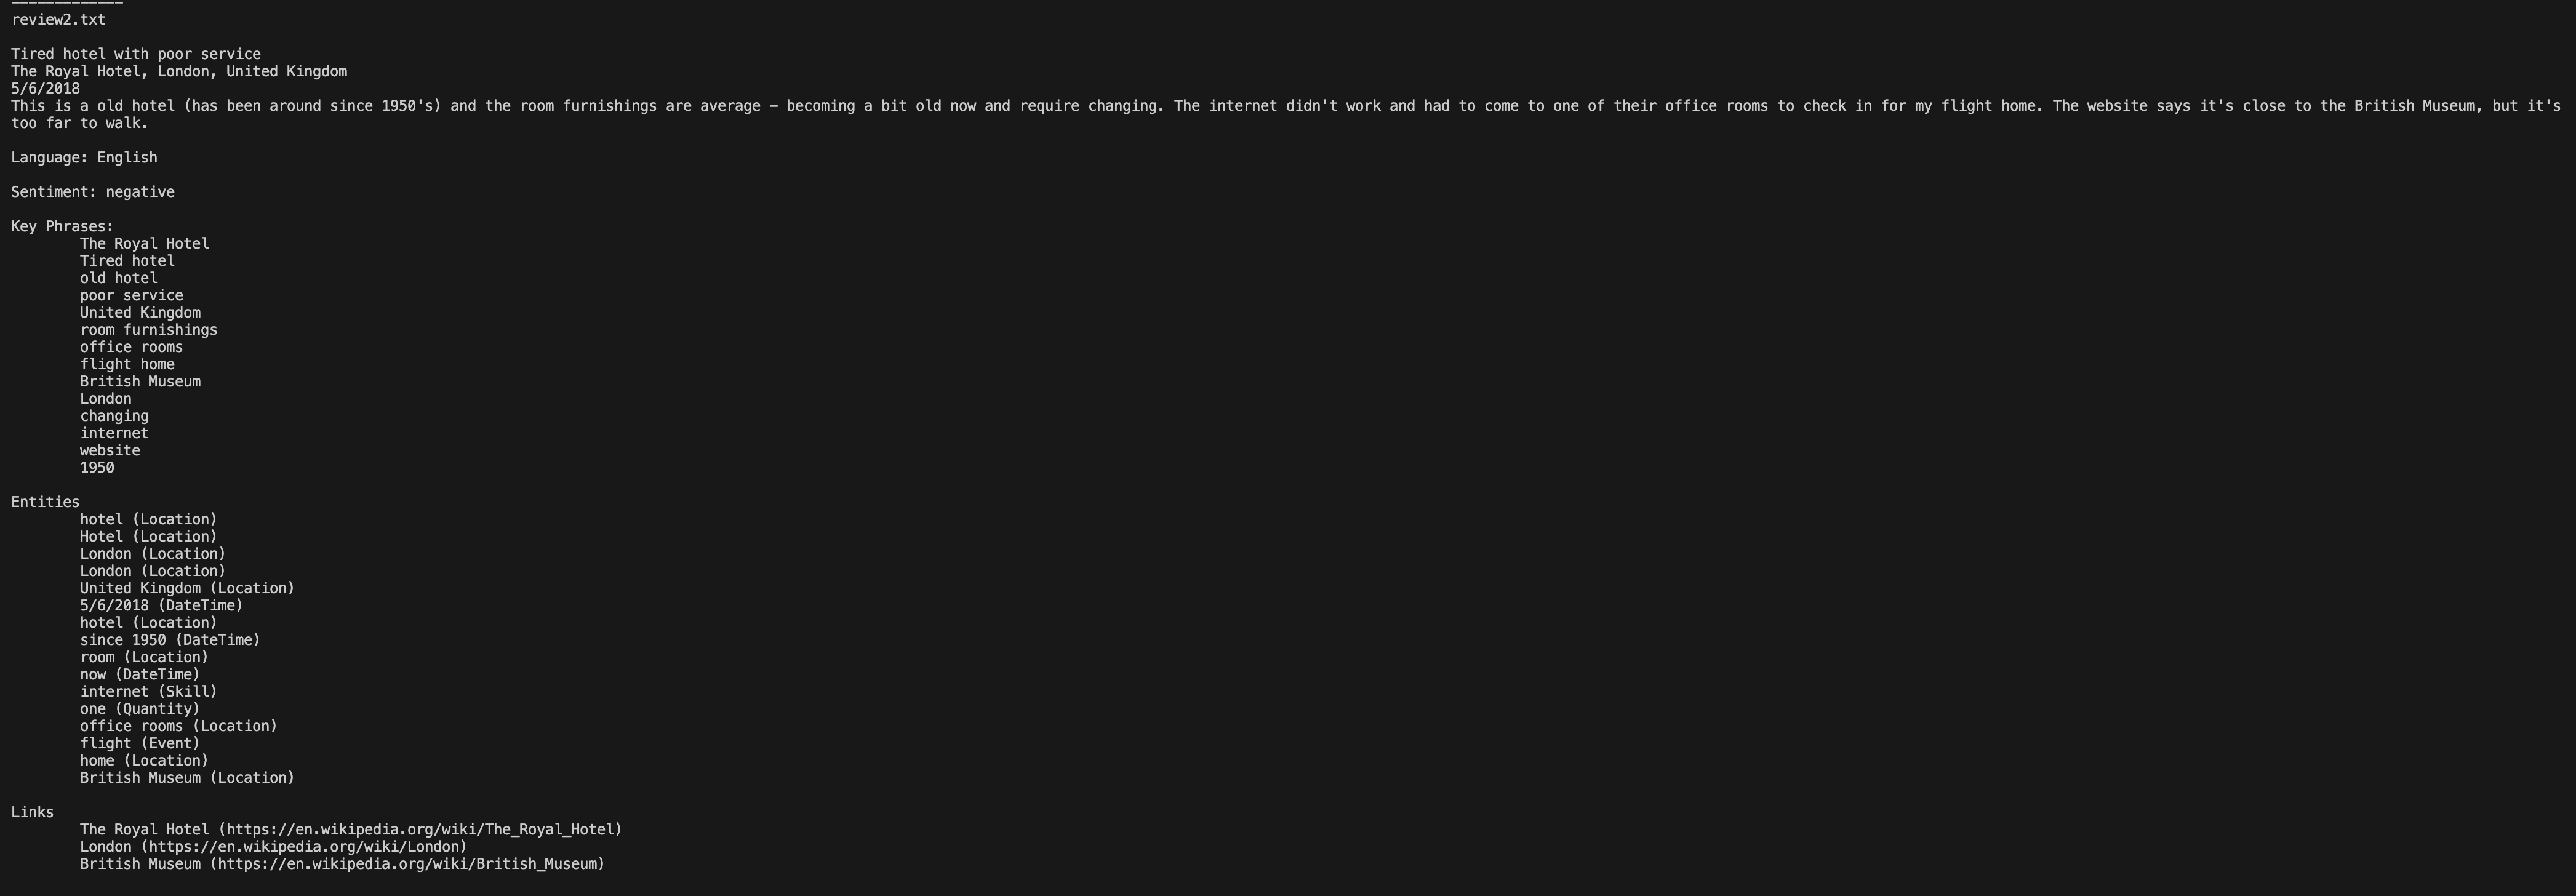 -------------
review2.txt
Tired hotel with poor service
The Royal Hotel, London, United Kingdom
5/6/2018
This is a old hotel (has been around since 1950's) and the room furnishings are average - becoming a bit old now and require changing. The internet didn't work and had to come to one of their office rooms to check in for my flight home. The website says it's close to the British Museum, but it's
too far to walk.
Language: English
Sentiment: negative
Key Phrases:
The Royal Hotel
Tired hotel
old hotel
poor service
United Kingdom
room furnishings
office rooms
flight home
British Museum
London
changing
internet
website
1950
Entities
hotel (Location)
Hotel (Location)
London (Location)
London (Location)
United Kingdom (Location)
5/6/2018 (DateTime)
hotel (Location)
since 1950 (DateTime)
room (Location)
now (DateTime)
internet (Skill)
one (Quantity)
office rooms (Location)
flight (Event)
home (Location)
British Museum (Location)
Links
The Royal Hotel (https://en.wikipedia.org/wiki/The_Royal_Hotel)
London (https://en.wikipedia.org/wiki/London)
British Museum (https://en.wikipedia.org/wiki/British_Museum)